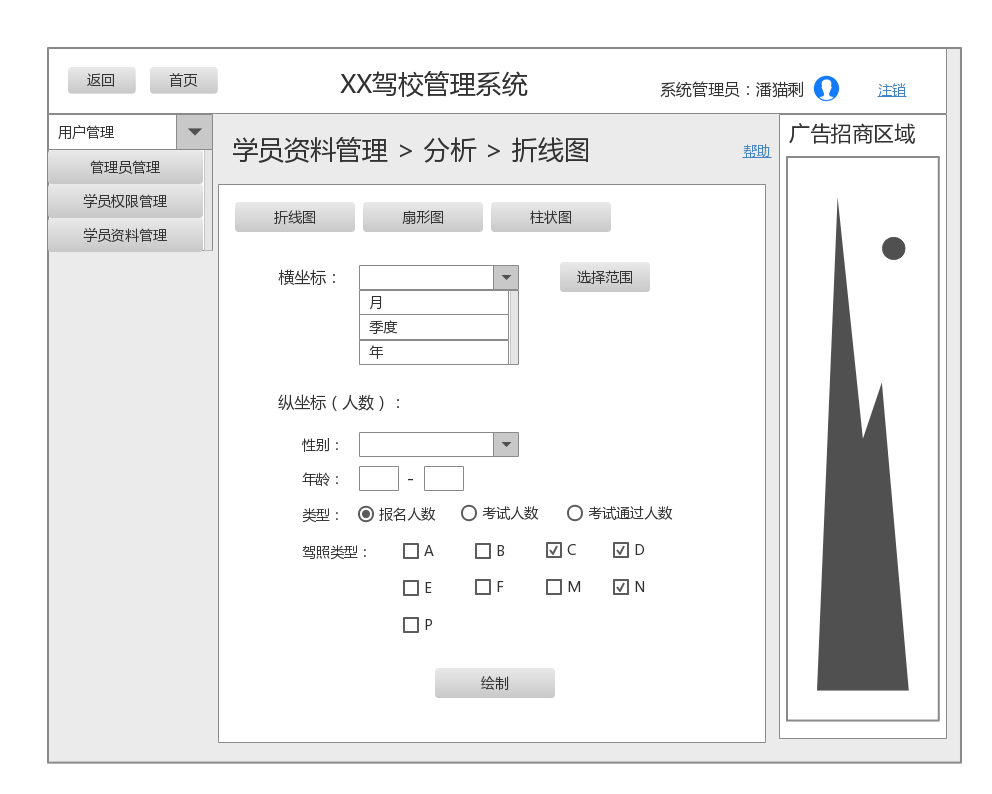 返回 首页 XX驾校管理系统 系统管理员：潘猫剩 注销
用户管理
管理员管理
学员权限管理
学员资料管理
学员资料管理 > 分析 > 折线图 帮助
广告招商区域
折线图 扇形图 柱状图
横坐标： 选择范围
月
季度
年
纵坐标（人数）：
性别：
年龄： -
类型： 报名人数 考试人数 考试通过人数
驾照类型： A B C D
E F M N
P
绘制